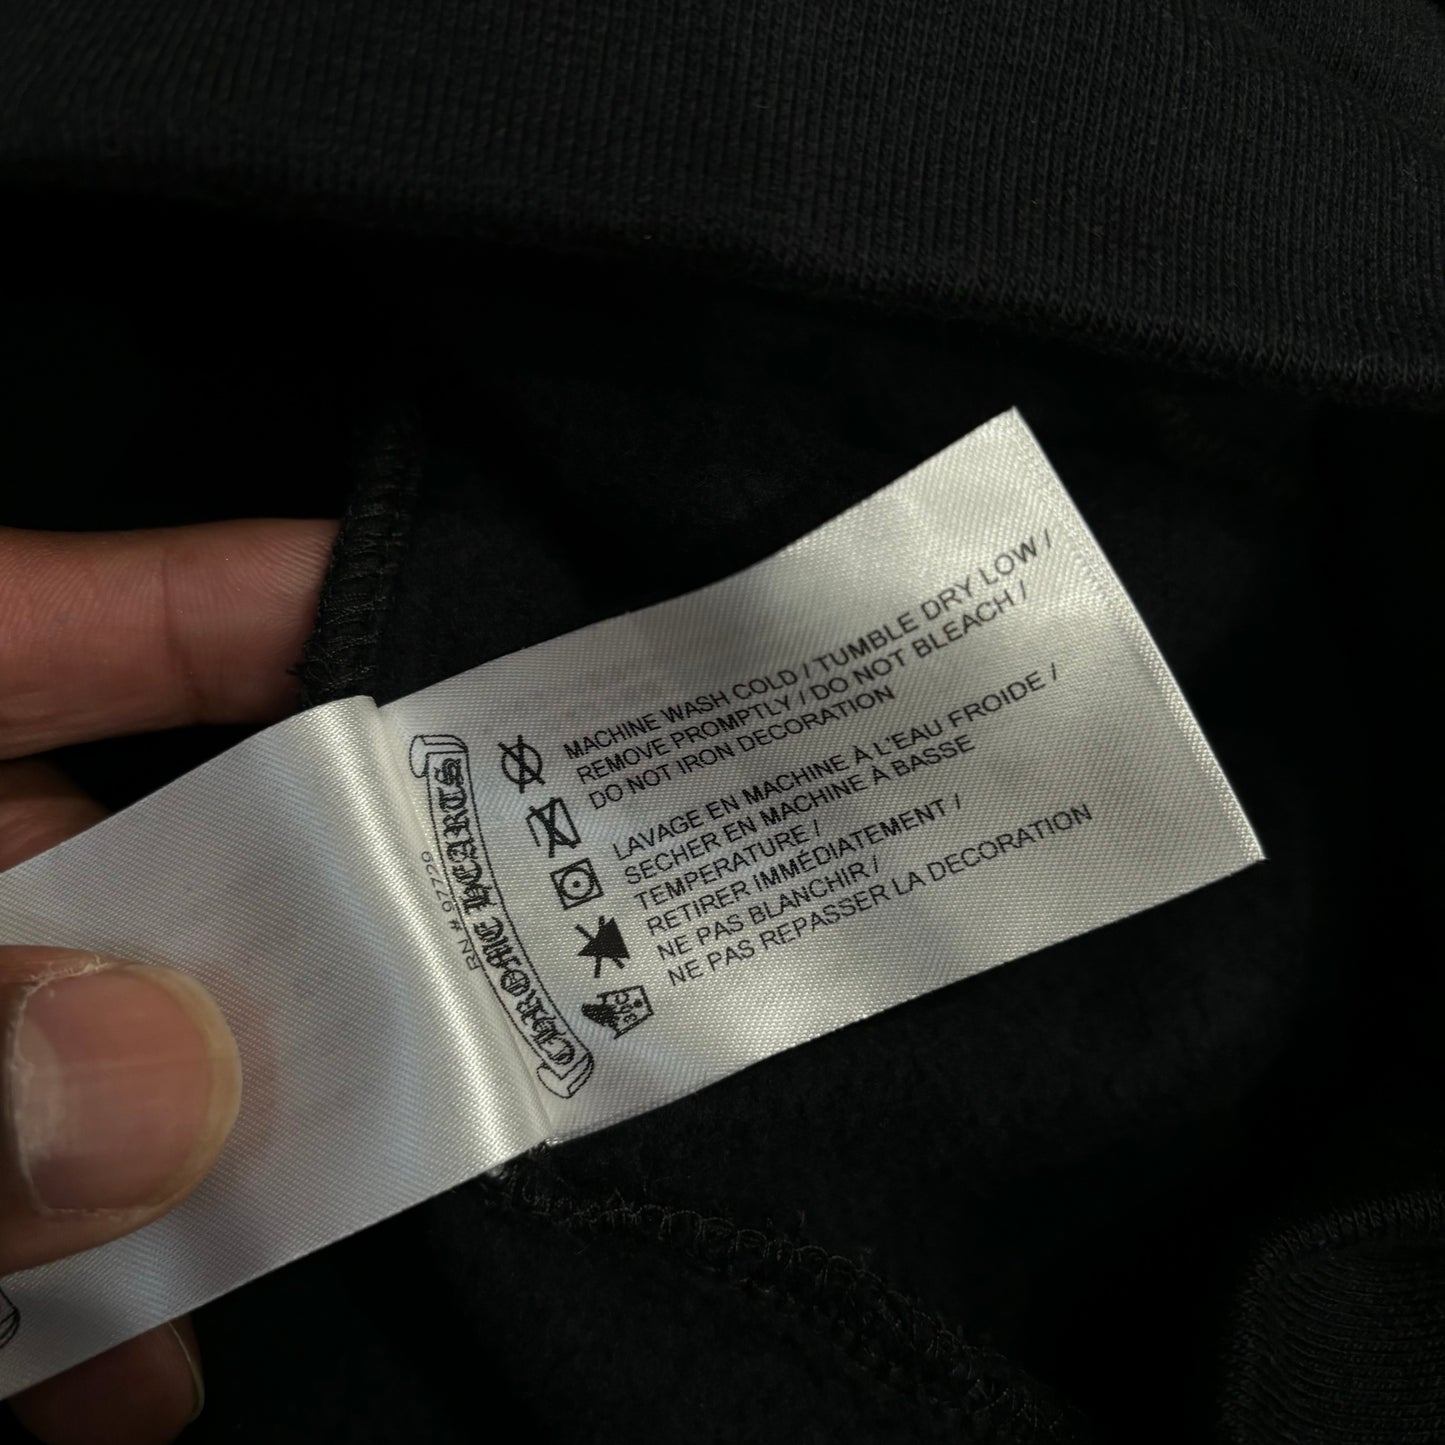 CHROME HEARTS
RN # 97729
MACHINE WASH COLD / TUMBLE DRY LOW /
REMOVE PROMPTLY / DO NOT BLEACH /
DO NOT IRON DECORATION
LAVAGE EN MACHINE À L'EAU FROIDE /
SECHER EN MACHINE À BASSE
TEMPERATURE /
RETIRER IMMÉDIATEMENT /
NE PAS BLANCHIR /
NE PAS REPASSER LA DECORATION
30C